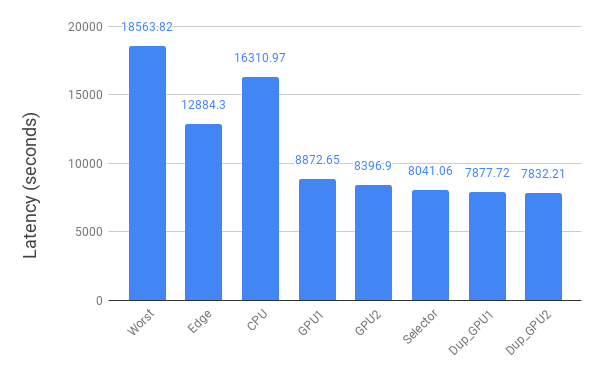 Latency (seconds)
20000
15000
10000
5000
0
18563.82
12884.3
16310.97
8872.65
8396.9
8041.06
7877.72
7832.21
Worst
Edge
CPU
GPU1
GPU2
Selector
Dup_GPU1
Dup_GPU2